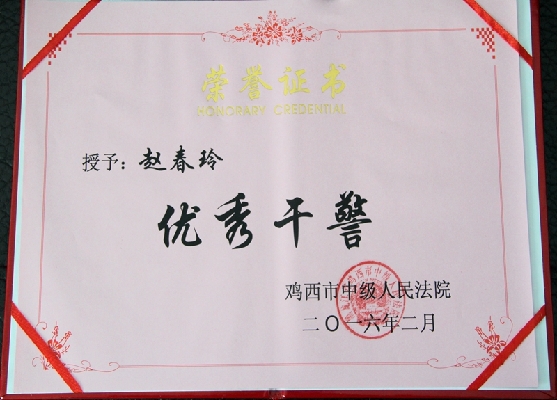 荣誉证书
HONORARY CREDENTIAL
授予：赵春玲
优秀干警
鸡西市中级人民法院
二〇一六年二月